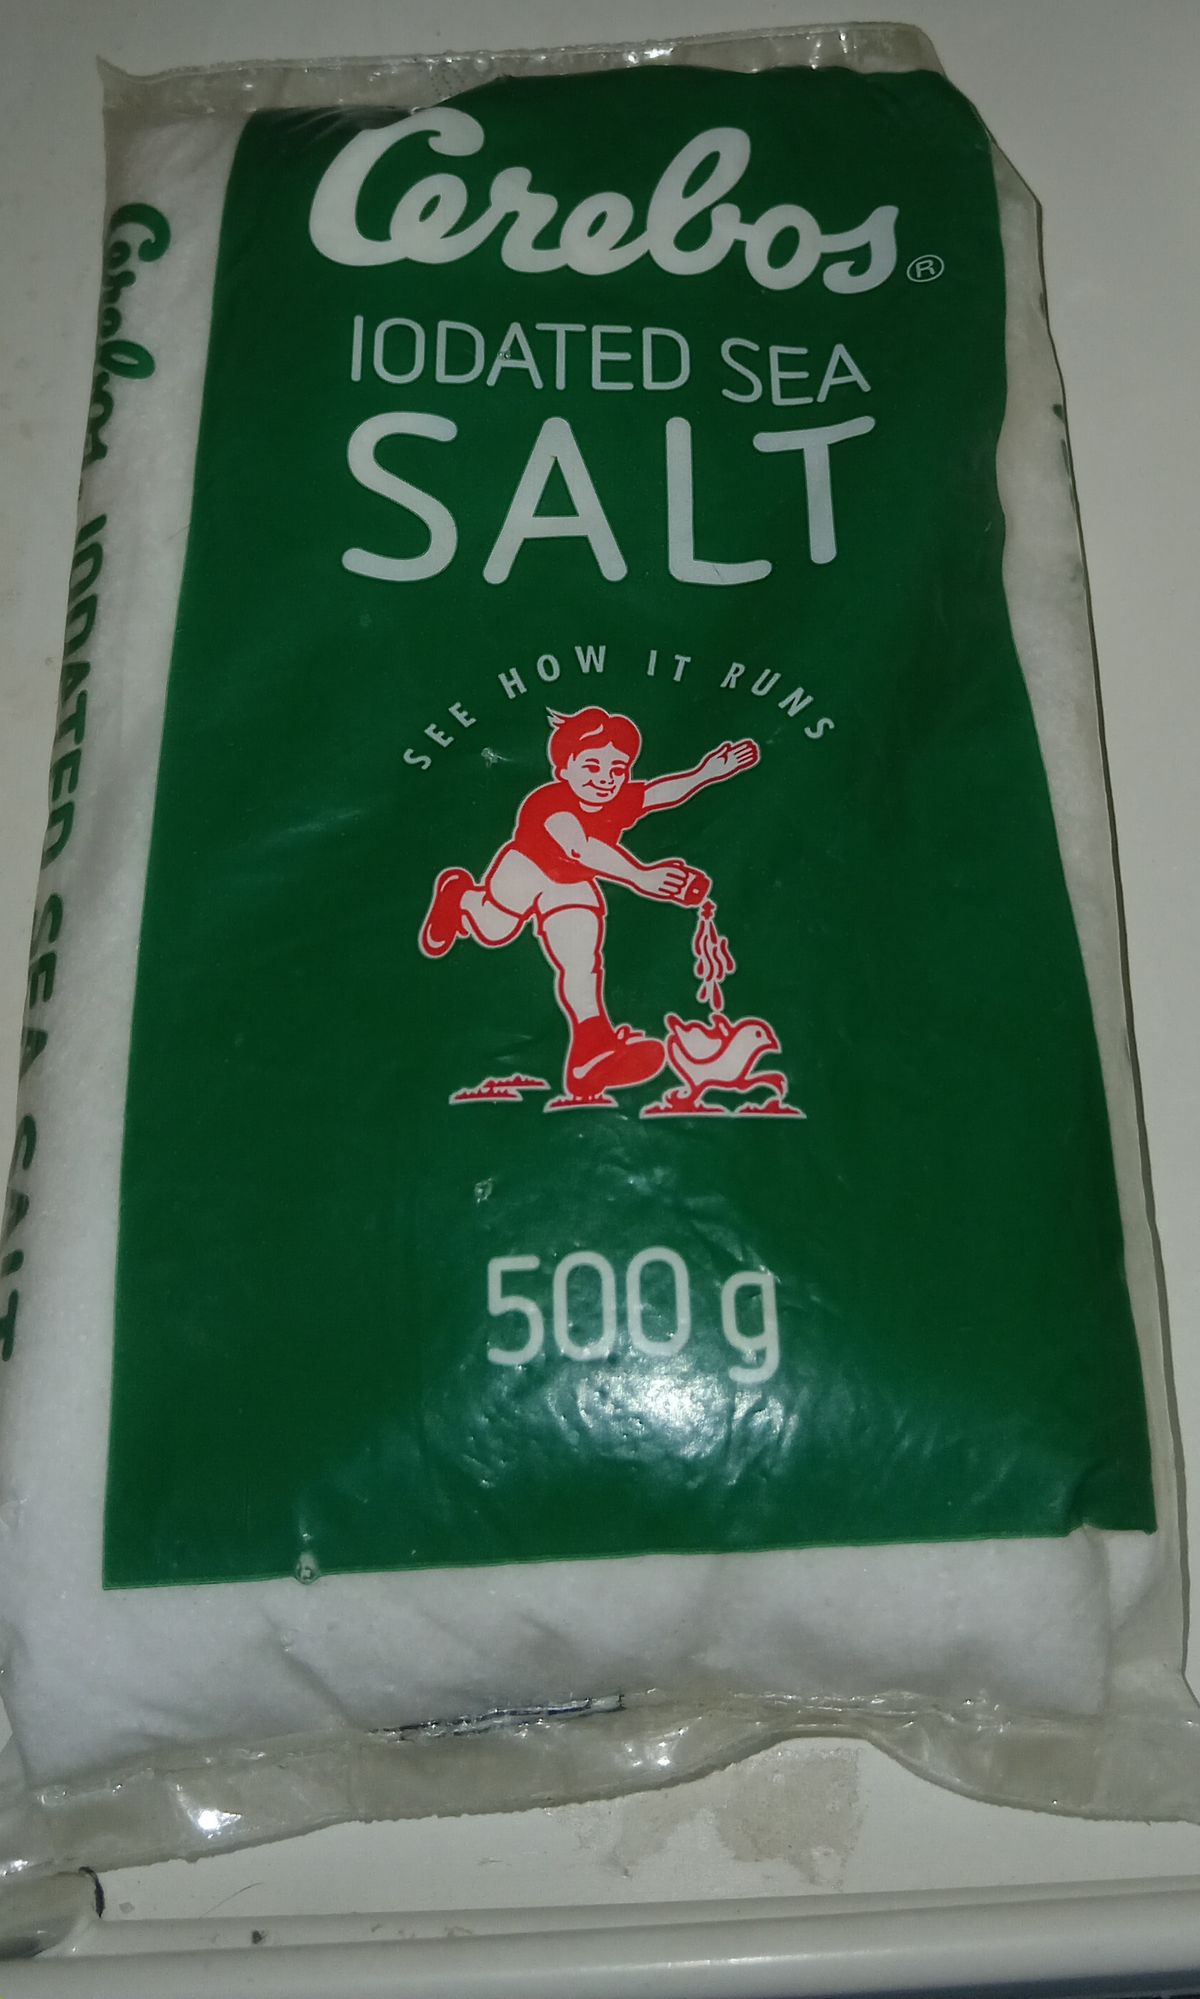 Cerebos®
IODATED SEA
SALT
SEE HOW IT RUNS
500 g
Cerebos IODATED SEA SALT